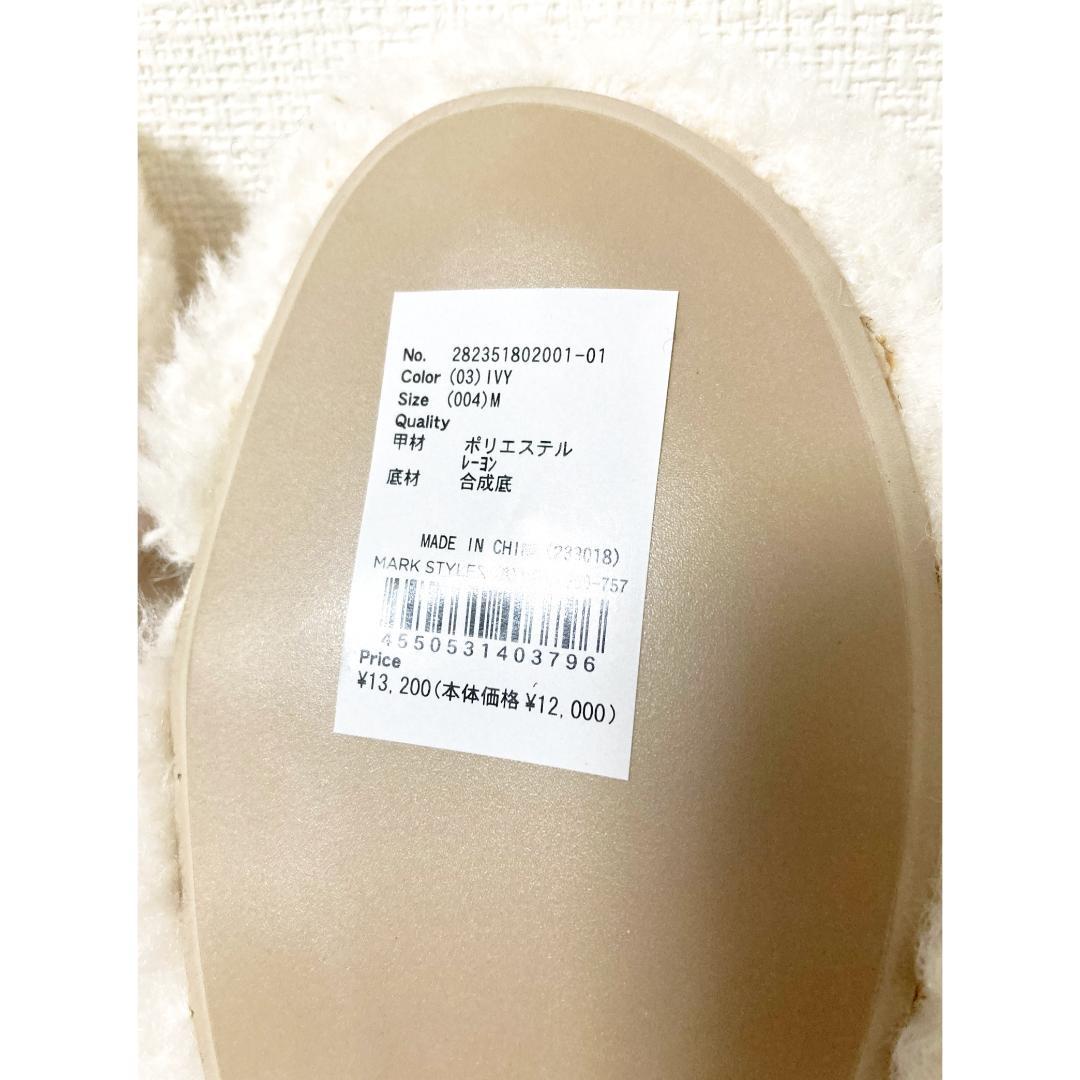 No. 282351802001-01
Color (03)IVY
Size (004)M
Quality
甲材 ポリエステル
ﾚｰﾖﾝ
底材 合成底
MADE IN (233018)
MARK STYLES
4550531403796
Price
¥13,200(本体価格¥12,000)